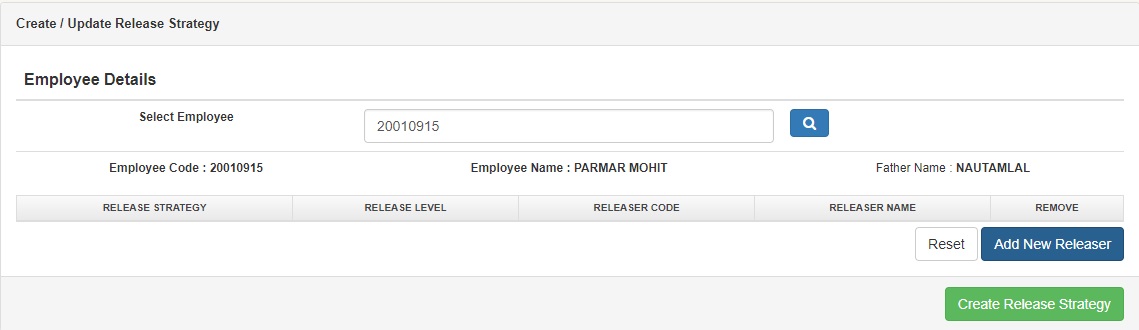 Create / Update Release Strategy
Employee Details
Select Employee 20010915
Employee Code : 20010915 Employee Name : PARMAR MOHIT Father Name : NAUTAMLAL
RELEASE STRATEGY RELEASE LEVEL RELEASER CODE RELEASER NAME REMOVE
Reset Add New Releaser
Create Release Strategy